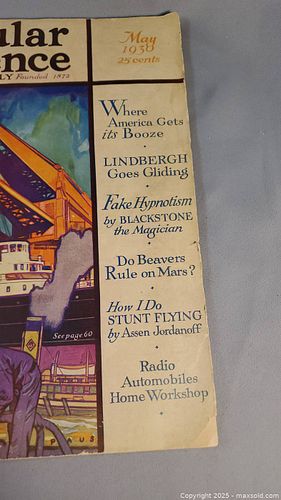 ular
ence
LY Founded 1872
May
1930
25 cents
Where
America Gets
its Booze
LINDBERGH
Goes Gliding
Fake Hypnotism
by BLACKSTONE
the Magician
Do Beavers
Rule on Mars?
How I Do
STUNT FLYING
by Assen Jordanoff
Radio
Automobiles
Home Workshop
See page 60
PAUS
Copyright 2025 - maxsold.com